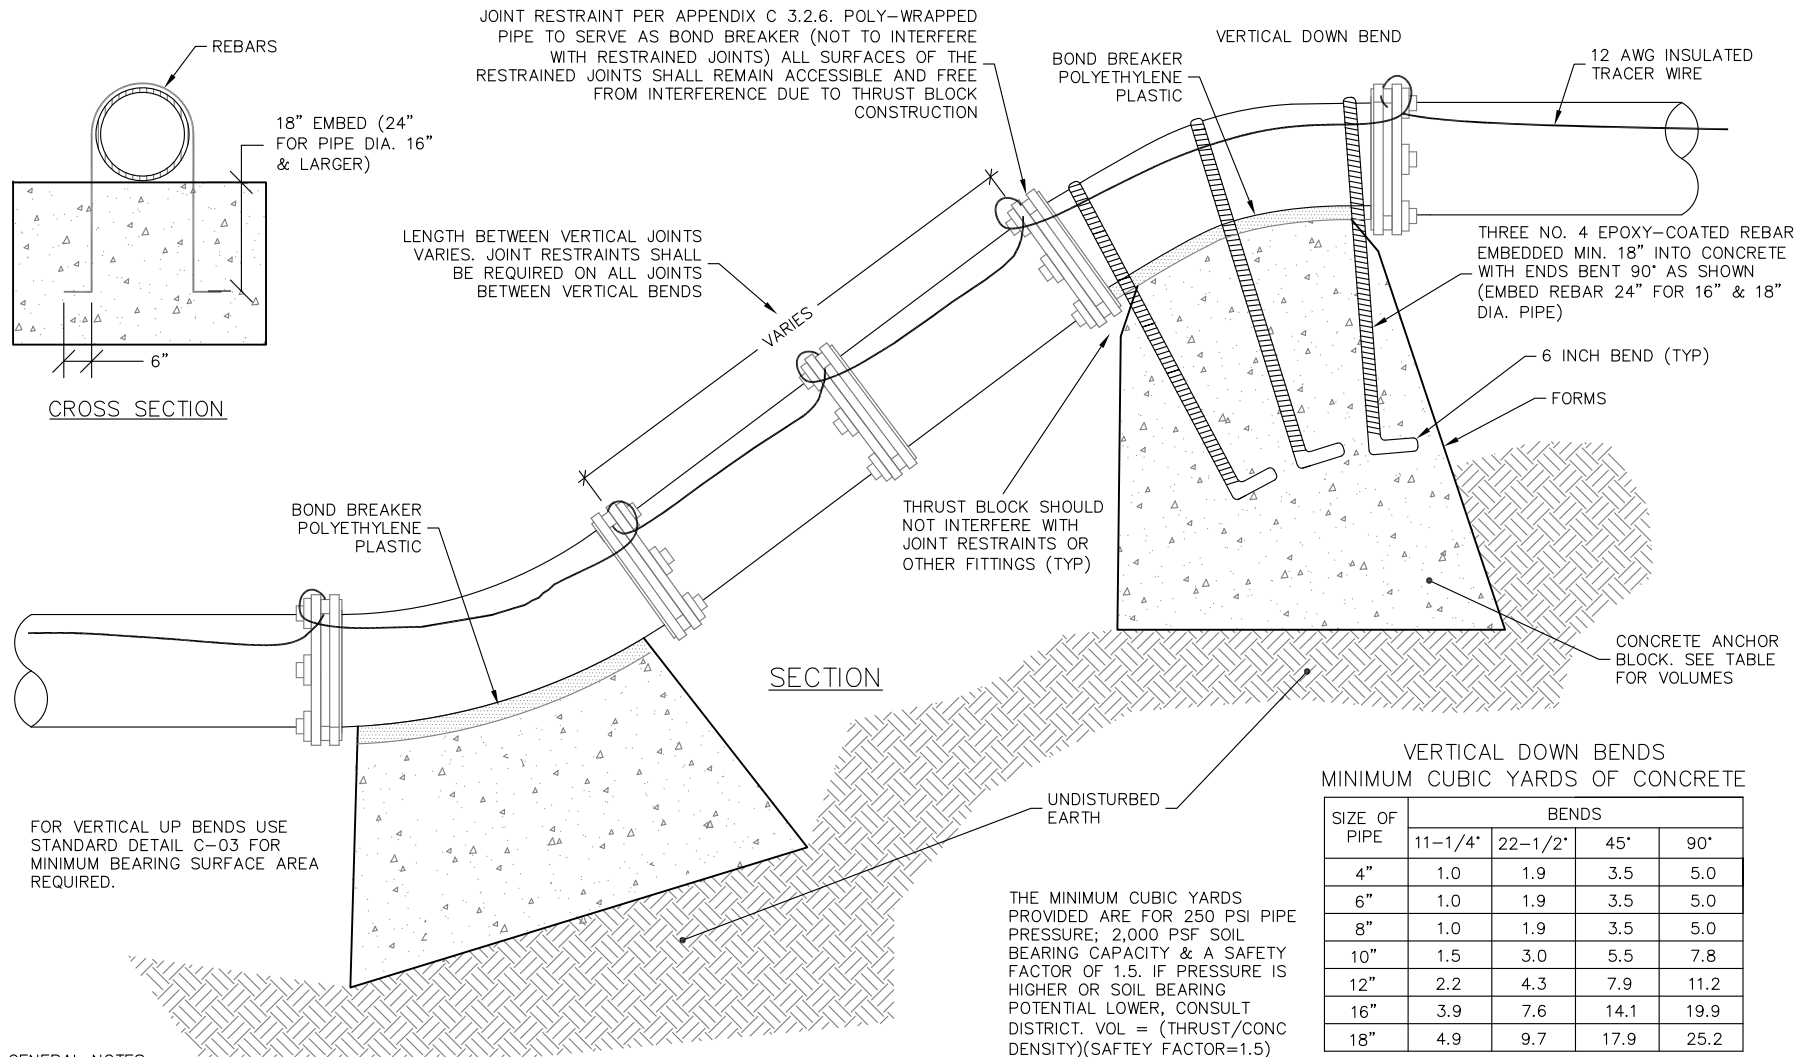 REBARS
18” EMBED (24”
FOR PIPE DIA. 16”
& LARGER)
6”
CROSS SECTION
JOINT RESTRAINT PER APPENDIX C 3.2.6. POLY-WRAPPED
PIPE TO SERVE AS BOND BREAKER (NOT TO INTERFERE
WITH RESTRAINED JOINTS) ALL SURFACES OF THE
RESTRAINED JOINTS SHALL REMAIN ACCESSIBLE AND FREE
FROM INTERFERENCE DUE TO THRUST BLOCK
CONSTRUCTION
VERTICAL DOWN BEND
BOND BREAKER
POLYETHYLENE
PLASTIC
12 AWG INSULATED
TRACER WIRE
LENGTH BETWEEN VERTICAL JOINTS
VARIES. JOINT RESTRAINTS SHALL
BE REQUIRED ON ALL JOINTS
BETWEEN VERTICAL BENDS
VARIES
THREE NO. 4 EPOXY-COATED REBAR
EMBEDDED MIN. 18” INTO CONCRETE
WITH ENDS BENT 90° AS SHOWN
(EMBED REBAR 24” FOR 16” & 18”
DIA. PIPE)
6 INCH BEND (TYP)
FORMS
BOND BREAKER
POLYETHYLENE
PLASTIC
THRUST BLOCK SHOULD
NOT INTERFERE WITH
JOINT RESTRAINTS OR
OTHER FITTINGS (TYP)
SECTION
CONCRETE ANCHOR
BLOCK. SEE TABLE
FOR VOLUMES
UNDISTURBED
EARTH
FOR VERTICAL UP BENDS USE
STANDARD DETAIL C-03 FOR
MINIMUM BEARING SURFACE AREA
REQUIRED.
THE MINIMUM CUBIC YARDS
PROVIDED ARE FOR 250 PSI PIPE
PRESSURE; 2,000 PSF SOIL
BEARING CAPACITY & A SAFETY
FACTOR OF 1.5. IF PRESSURE IS
HIGHER OR SOIL BEARING
POTENTIAL LOWER, CONSULT
DISTRICT. VOL = (THRUST/CONC
DENSITY)(SAFTEY FACTOR=1.5)
VERTICAL DOWN BENDS
MINIMUM CUBIC YARDS OF CONCRETE
SIZE OF PIPE BENDS
11-1/4° 22-1/2° 45° 90°
4” 1.0 1.9 3.5 5.0
6” 1.0 1.9 3.5 5.0
8” 1.0 1.9 3.5 5.0
10” 1.5 3.0 5.5 7.8
12” 2.2 4.3 7.9 11.2
16” 3.9 7.6 14.1 19.9
18” 4.9 9.7 17.9 25.2
GENERAL NOTES